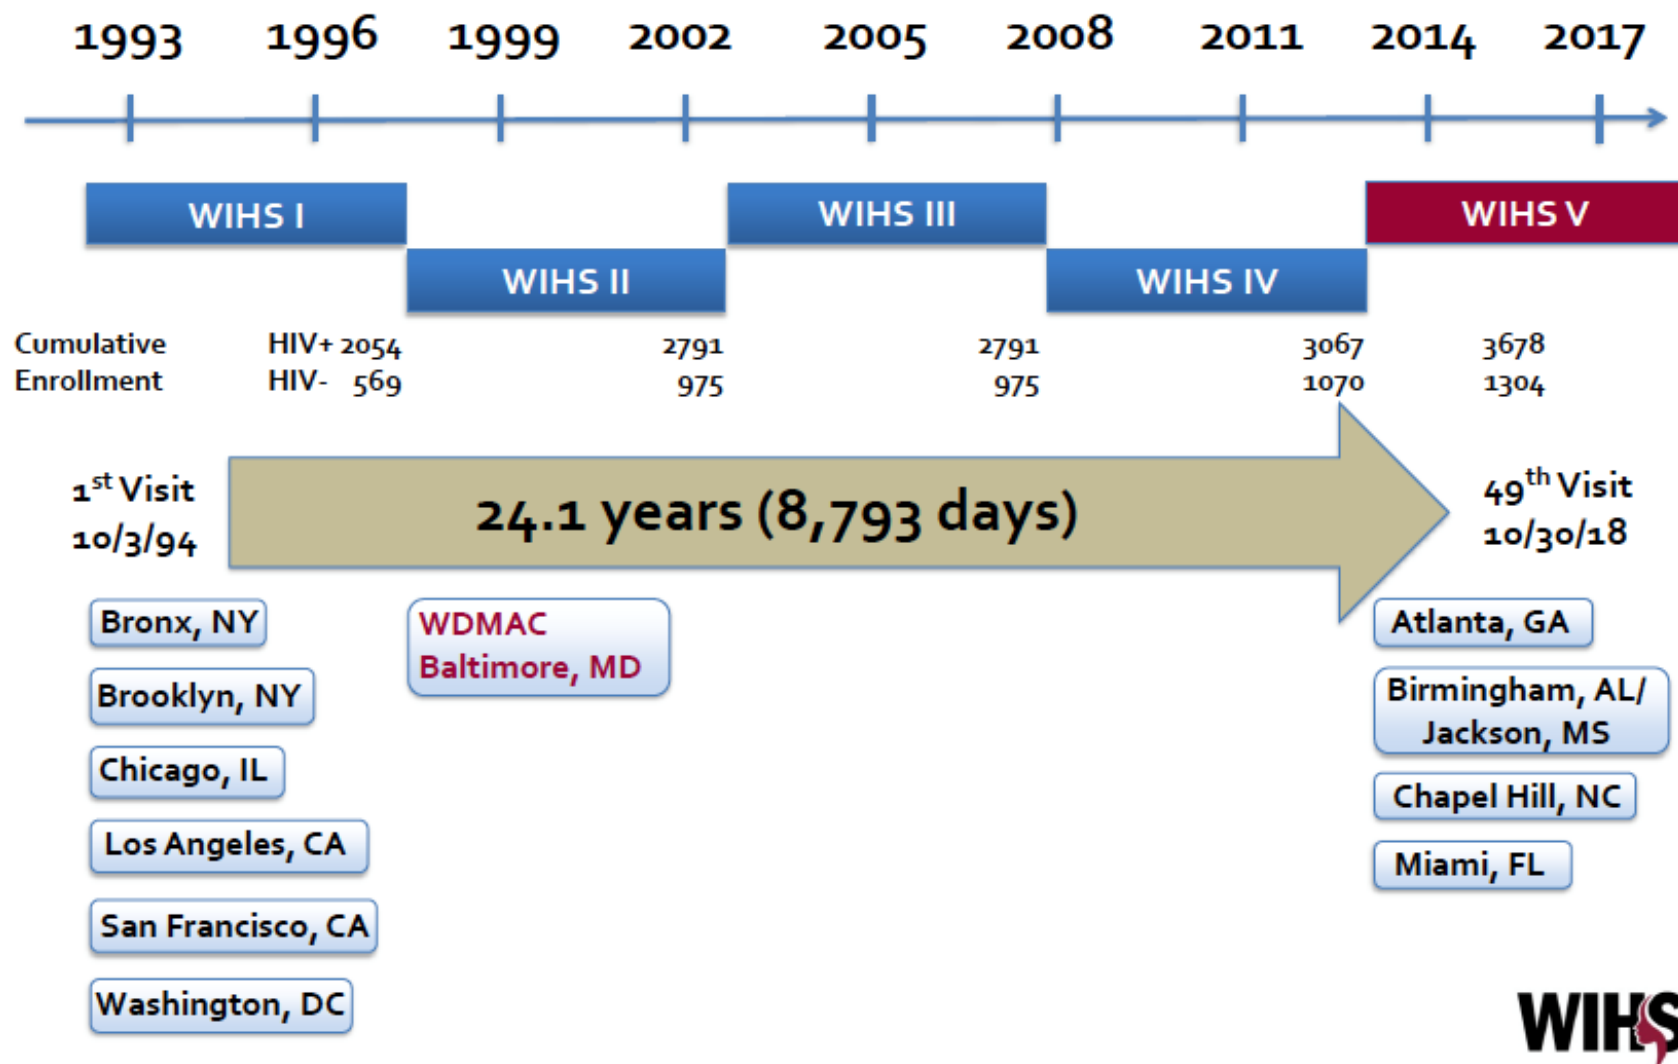 1993 1996 1999 2002 2005 2008 2011 2014 2017
WIHS I
WIHS III
WIHS V
WIHS II
WIHS IV
Cumulative HIV+ 2054 2791 2791 3067 3678
Enrollment HIV- 569 975 975 1070 1304
1st Visit
10/3/94
24.1 years (8,793 days)
49th Visit
10/30/18
Bronx, NY
Brooklyn, NY
Chicago, IL
Los Angeles, CA
San Francisco, CA
Washington, DC
WDMAC
Baltimore, MD
Atlanta, GA
Birmingham, AL/
Jackson, MS
Chapel Hill, NC
Miami, FL
WIHS